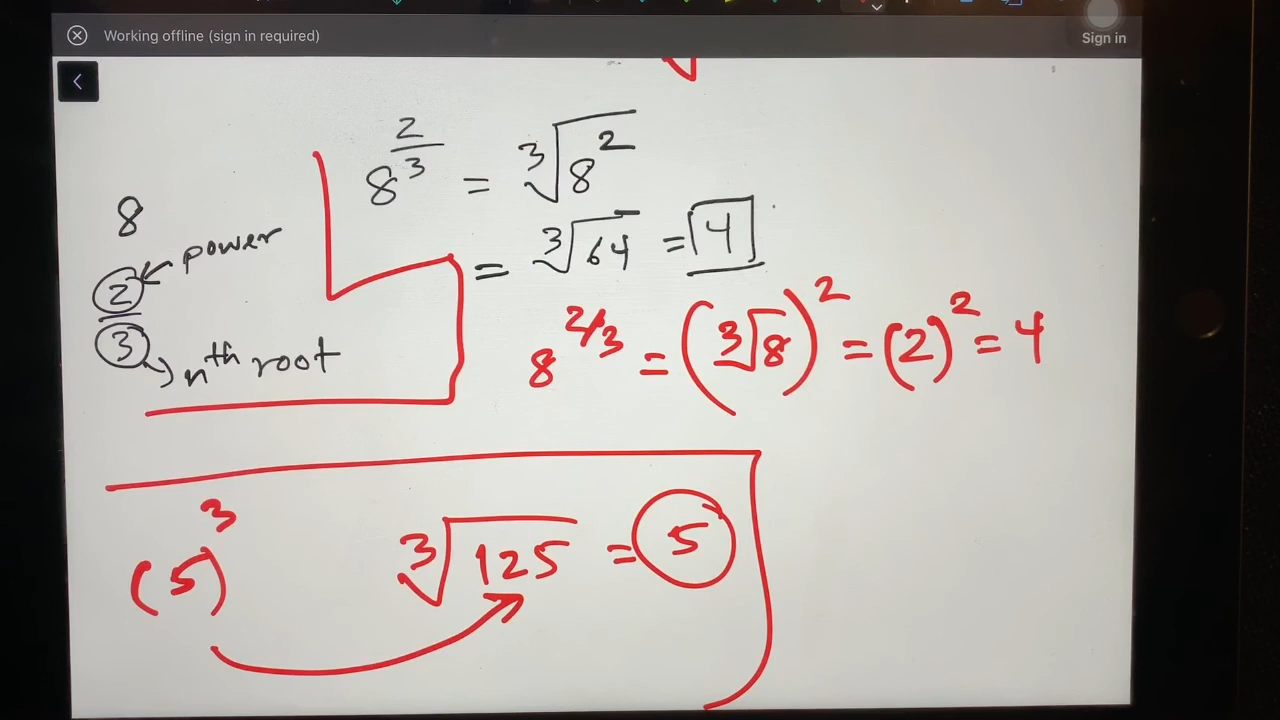 Working offline (sign in required)
Sign in
8^(2/3) = ∛(8^2)
= ∛64 = 4
8
2 ← power
3 → nth root
8^(2/3) = (∛8)^2 = (2)^2 = 4
(5)^3 ∛125 = 5